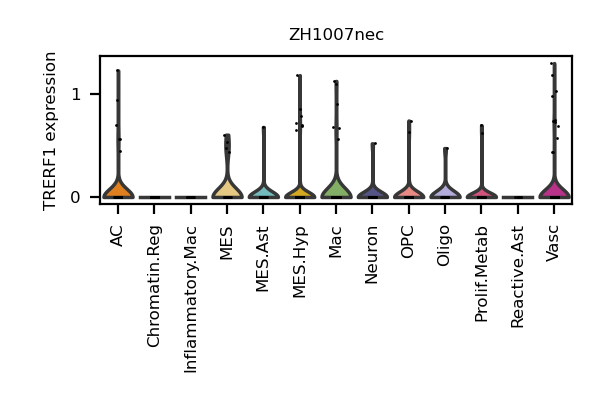 ZH1007nec
TRERF1 expression
1
0
AC
Chromatin.Reg
Inflammatory.Mac
MES
MES.Ast
MES.Hyp
Mac
Neuron
OPC
Oligo
Prolif.Metab
Reactive.Ast
Vasc